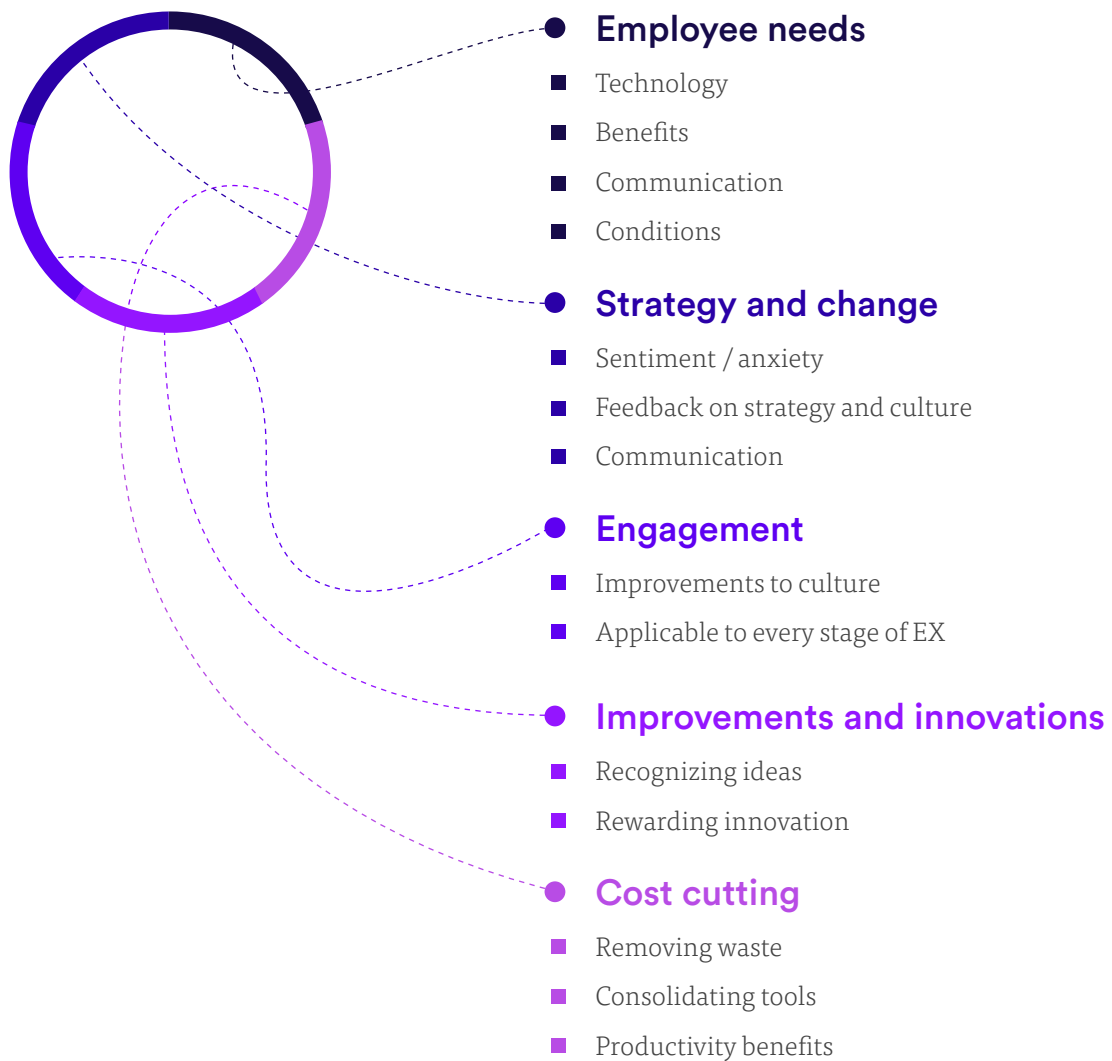 Employee needs
Technology
Benefits
Communication
Conditions
Strategy and change
Sentiment / anxiety
Feedback on strategy and culture
Communication
Engagement
Improvements to culture
Applicable to every stage of EX
Improvements and innovations
Recognizing ideas
Rewarding innovation
Cost cutting
Removing waste
Consolidating tools
Productivity benefits